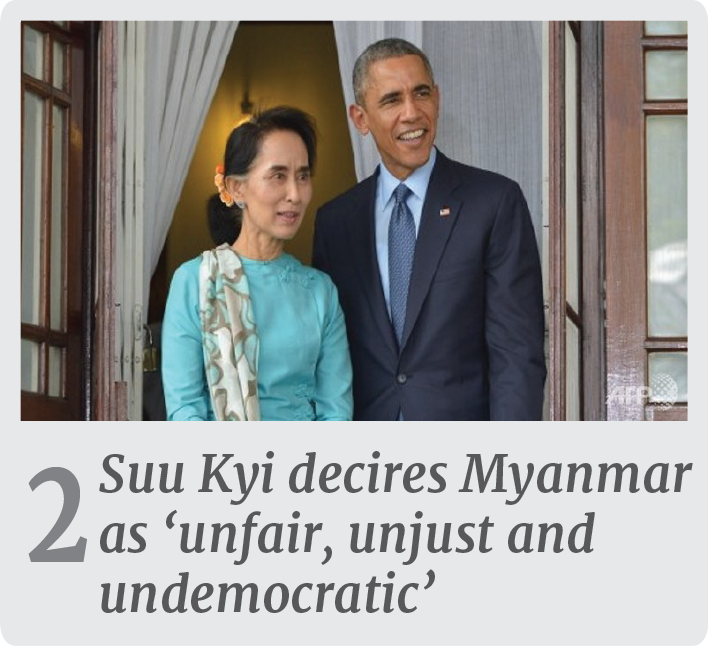 AFP
2
Suu Kyi decires Myanmar
as ‘unfair, unjust and
undemocratic’